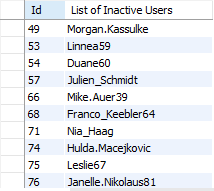 Id List of Inactive Users
49 Morgan.Kassulke
53 Linnea59
54 Duane60
57 Julien_Schmidt
66 Mike.Auer39
68 Franco_Keebler64
71 Nia_Haag
74 Hulda.Macejkovic
75 Leslie67
76 Janelle.Nikolaus81